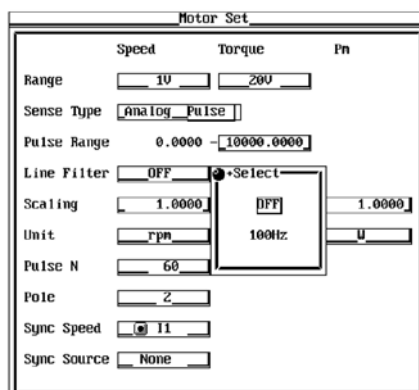 Motor Set
Speed Torque Pm
Range 1V 20V
Sense Type Analog Pulse
Pulse Range 0.0000 - 10000.0000
Line Filter OFF Select
Scaling 1.0000 OFF 1.0000
Unit rpm 100Hz W
Pulse N 60
Pole 2
Sync Speed I1
Sync Source None